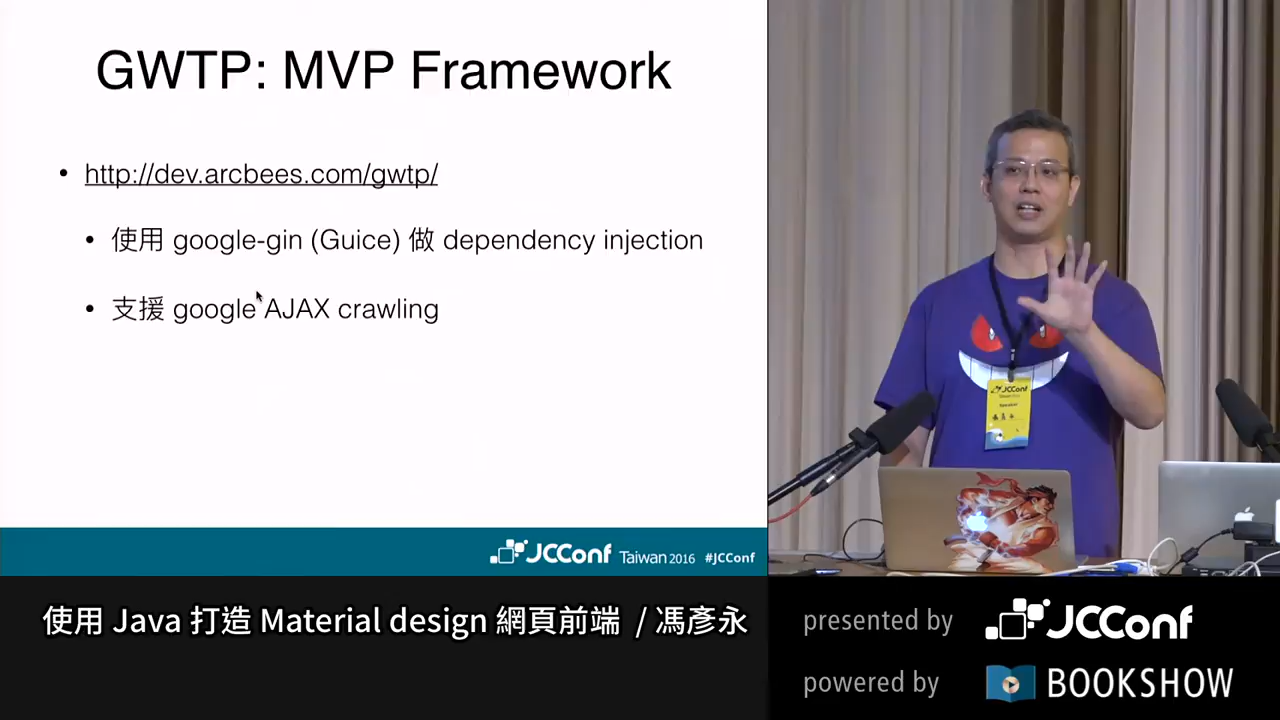 GWTP: MVP Framework
• http://dev.arcbees.com/gwtp/
• 使用 google-gin (Guice) 做 dependency injection
• 支援 google AJAX crawling
JCConf Taiwan 2016 #JCConf
JCConf
使用 Java 打造 Material design 網頁前端 / 馮彥永
presented by JCConf
powered by BOOKSHOW